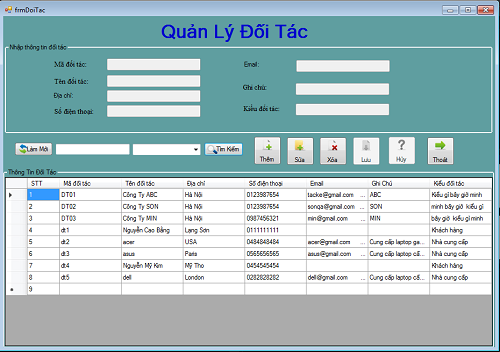 frmDoiTac
Quản Lý Đối Tác
Nhập thông tin đối tác
Mã đối tác: Email:
Tên đối tác: Ghi chú:
Địa chỉ:
Số điện thoại: Kiểu đối tác:
Làm Mới Tìm Kiếm Thêm Sửa Xóa Lưu Hủy Thoát
Thông Tin Đối Tác
STT Mã đối tác Tên đối tác Địa chỉ Số điện thoại Email Ghi Chú Kiểu đối tác
1 DT01 Công Ty ABC Hà Nội 0123987654 tacke@gmail.com ... ABC Kiểu gì bây giờ mình
2 DT02 Công Ty SON Hà Nội 0123987654 songa@gmail.com ... SON mình bây giờ kiểu gì
3 DT03 Công Ty MIN Hà Nội 0987456321 min@gmail.com ... MIN bây giờ kiểu gì mình
4 dt1 Nguyễn Cao Bằng Lạng Sơn 0111111111 Khách hàng
5 dt2 acer USA 0484848484 acer@gmail.com ... Cung cấp laptop ga... Nhà cung cấp
6 dt3 asus Paris 0565656565 asus@gmail.com ... Cung cấp laptop cấ... Nhà cung cấp
7 dt4 Nguyễn Mỹ Kim Mỹ Tho 0454545454 Khách hàng
8 dt5 dell London 0282828282 dell@gmail.com ... Cung cấp laptop cấ... Nhà cung cấp
9